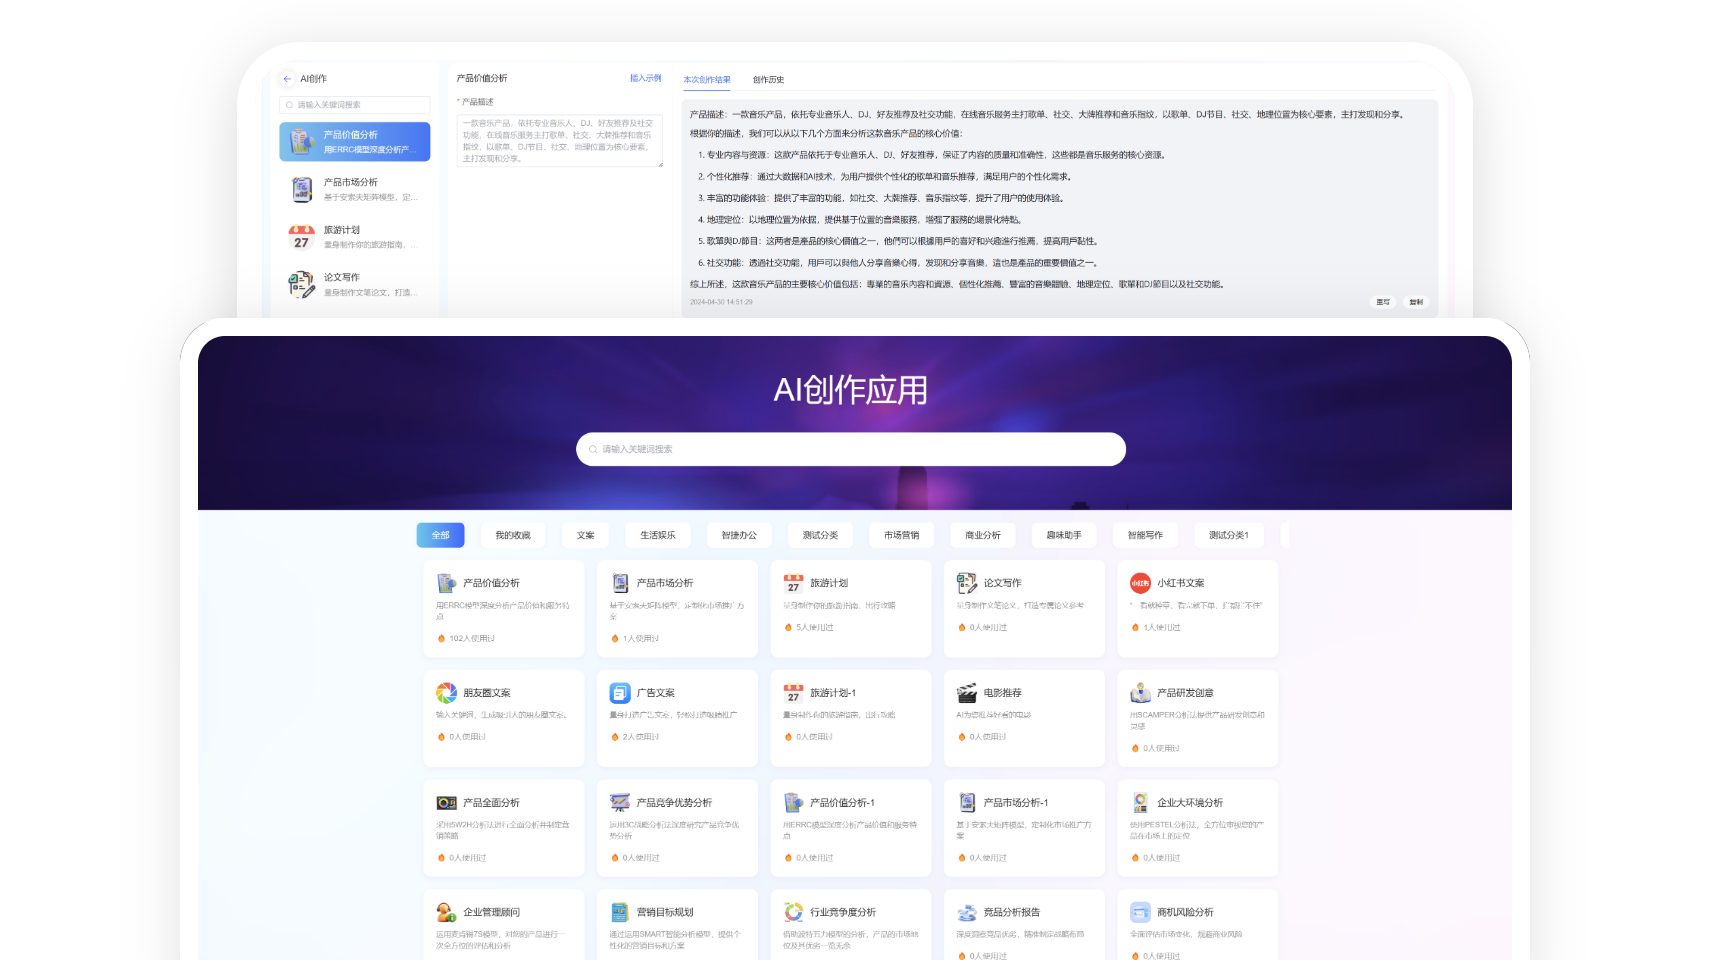 AI创作
请输入关键词搜索
产品价值分析
用ERRC模型深度分析产...
产品市场分析
基于安索夫矩阵模型，定...
旅游计划
量身制作你的旅游指南，...
论文写作
量身制作文笔论文，打造...
产品价值分析
插入示例
* 产品描述
一款音乐产品，依托专业音乐人、DJ、好友推荐及社交
功能，在线音乐服务主打歌单、社交、大牌推荐和音乐
指纹，以歌单、DJ节目、社交、地理位置为核心要素，
主打发现和分享。
本次创作结果
创作历史
产品描述：一款音乐产品，依托专业音乐人、DJ、好友推荐及社交功能，在线音乐服务主打歌单、社交、大牌推荐和音乐指纹，以歌单、DJ节目、社交、地理位置为核心要素，主打发现和分享。
根据你的描述，我们可以从以下几个方面来分析这款音乐产品的核心价值：
1. 专业内容与资源：这款产品依托于专业音乐人、DJ、好友推荐，保证了内容的质量和准确性，这些都是音乐服务的核心资源。
2. 个性化推荐：通过大数据和AI技术，为用户提供个性化的歌单和音乐推荐，满足用户的个性化需求。
3. 丰富的功能体验：提供了丰富的功能，如社交、大牌推荐、音乐指纹等，提升了用户的使用体验。
4. 地理定位：以地理位置为依据，提供基于位置的音樂服務，增强了服務的場景化特點。
5. 歌單與DJ節目：这两者是產品的核心價值之一，他們可以根據用戶的喜好和兴趣進行推薦，提高用戶黏性。
6. 社交功能：透過社交功能，用戶可以與他人分享音樂心得，发现和分享音樂，這也是產品的重要價值之一。
综上所述，这款音乐产品的主要核心价值包括：專業的音乐内容和資源、個性化推薦、豐富的音樂體驗、地理定位、歌單和DJ節目以及社交功能。
2024-04-30 14:51:29
重写
复制
AI创作应用
请输入关键词搜索
全部
我的收藏
文案
生活娱乐
智捷办公
测试分类
市场营销
商业分析
趣味助手
智能写作
测试分类1
产品价值分析
用ERRC模型深度分析产品价值和服务特
点
102人使用过
产品市场分析
基于安索夫矩阵模型，定制化市场推广方
案
1人使用过
旅游计划
量身制作你的旅游指南，出行攻略
5人使用过
论文写作
量身制作文笔论文，打造专属论文参考
0人使用过
小红书
小红书文案
“一看就种草，看完就下单，拦都拦不住”
1人使用过
朋友圈文案
输入关键词，生成吸引人的朋友圈文案。
0人使用过
广告文案
量身打造广告文案，轻松打造吸睛推广
2人使用过
旅游计划-1
量身制作你的旅游指南，出行攻略
0人使用过
电影推荐
AI为您推荐好看的电影
0人使用过
产品研发创意
用SCAMPER分析法提供产品研发创意和
灵感
0人使用过
产品全面分析
采用5W2H分析法进行全面分析并制定营
销策略
0人使用过
产品竞争优势分析
运用3C战略分析法深度研究产品竞争优
势分析
0人使用过
产品价值分析-1
用ERRC模型深度分析产品价值和服务特
点
0人使用过
产品市场分析-1
基于安索夫矩阵模型，定制化市场推广方
案
0人使用过
企业大环境分析
使用PESTEL分析法，全方位审视您的产
品在市场上的定位
0人使用过
企业管理顾问
运用麦肯锡7S模型，对你的产品进行一
次全方位的评估和分析
营销目标规划
通过运用SMART智能分析模型，提供个
性化的营销目标和方案
行业竞争度分析
借助波特五力模型的分析，产品的市场地
位及其优劣一览无余
竞品分析报告
深度洞察竞品优劣，精准制定战略布局
0人使用过
商机风险分析
全面评估市场变化，规避商业风险
0人使用过